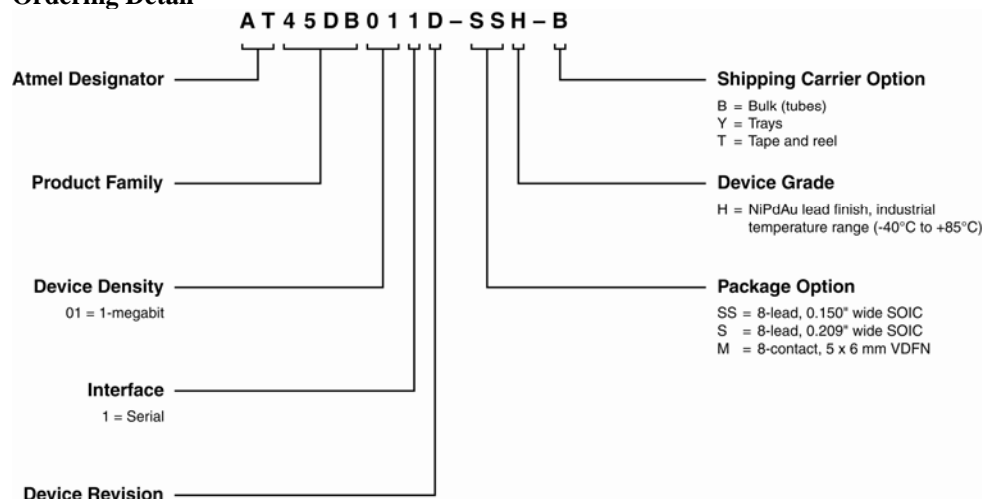 Ordering Detail
AT45DB011D–SSH–B
Atmel Designator
Product Family
Device Density
01 = 1-megabit
Interface
1 = Serial
Device Revision
Shipping Carrier Option
B = Bulk (tubes)
Y = Trays
T = Tape and reel
Device Grade
H = NiPdAu lead finish, industrial
temperature range (-40°C to +85°C)
Package Option
SS = 8-lead, 0.150" wide SOIC
S = 8-lead, 0.209" wide SOIC
M = 8-contact, 5 x 6 mm VDFN